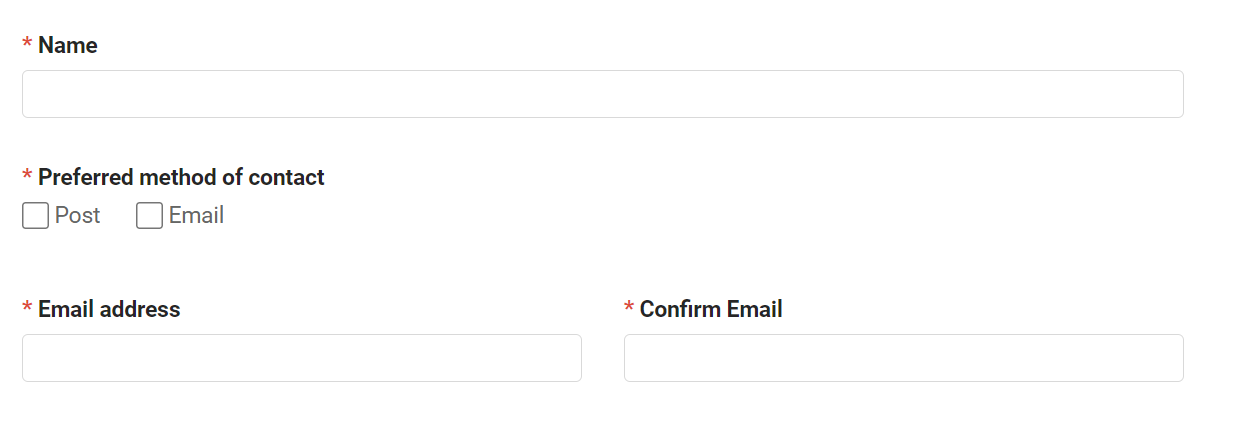 * Name
* Preferred method of contact
Post Email
* Email address * Confirm Email